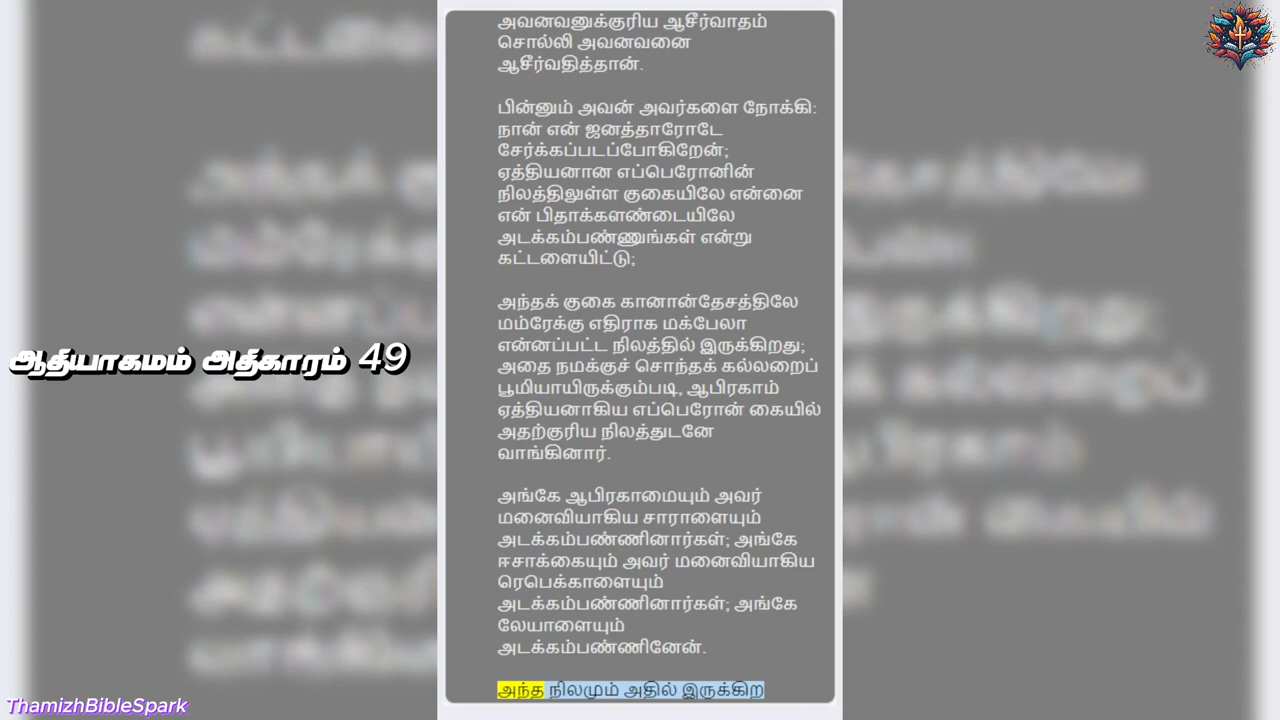 அவனவனுக்குரிய ஆசீர்வாதம்
சொல்லி அவனவனை
ஆசீர்வதித்தான்.
பின்னும் அவன் அவர்களை நோக்கி:
நான் என் ஜனத்தாரோடே
சேர்க்கப்படப்போகிறேன்;
ஏத்தியனான எப்பெரோனின்
நிலத்திலுள்ள குகையிலே என்னை
என் பிதாக்களண்டையிலே
அடக்கம்பண்ணுங்கள் என்று
கட்டளையிட்டு;
அந்தக் குகை கானான்தேசத்திலே
மம்ரேக்கு எதிராக மக்பேலா
என்னப்பட்ட நிலத்தில் இருக்கிறது;
அதை நமக்குச் சொந்தக் கல்லறைப்
பூமியாயிருக்கும்படி, ஆபிரகாம்
ஏத்தியனாகிய எப்பெரோன் கையில்
அதற்குரிய நிலத்துடனே
வாங்கினார்.
அங்கே ஆபிரகாமையும் அவர்
மனைவியாகிய சாராளையும்
அடக்கம்பண்ணினார்கள்; அங்கே
ஈசாக்கையும் அவர் மனைவியாகிய
ரெபெக்காளையும்
அடக்கம்பண்ணினார்கள்; அங்கே
லேயாளையும்
அடக்கம்பண்ணினேன்.
அந்த நிலமும் அதில் இருக்கிற
ஆதியாகமம் அதிகாரம் 49
ThamizhBibleSpark